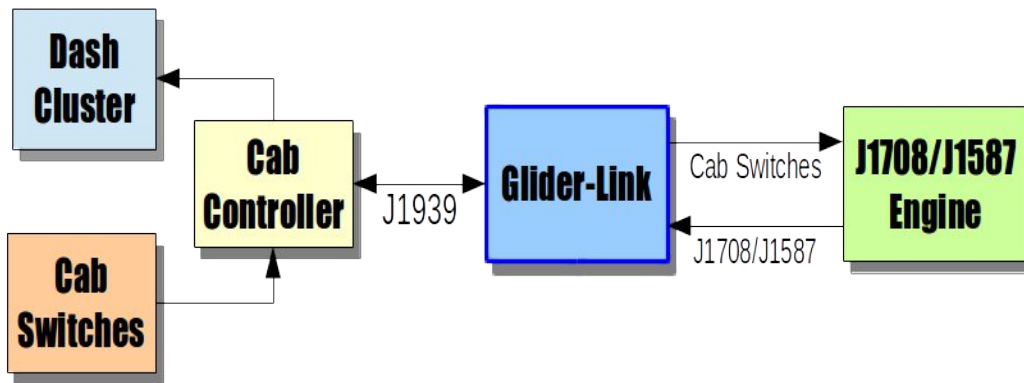 Dash
Cluster
Cab
Controller
Cab
Switches
J1939
Glider-Link
Cab Switches
J1708/J1587
J1708/J1587
Engine